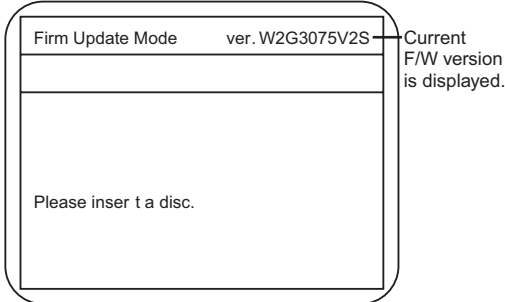 Firm Update Mode ver. W2G3075V2S
Current
F/W version
is displayed.
Please inser t a disc.